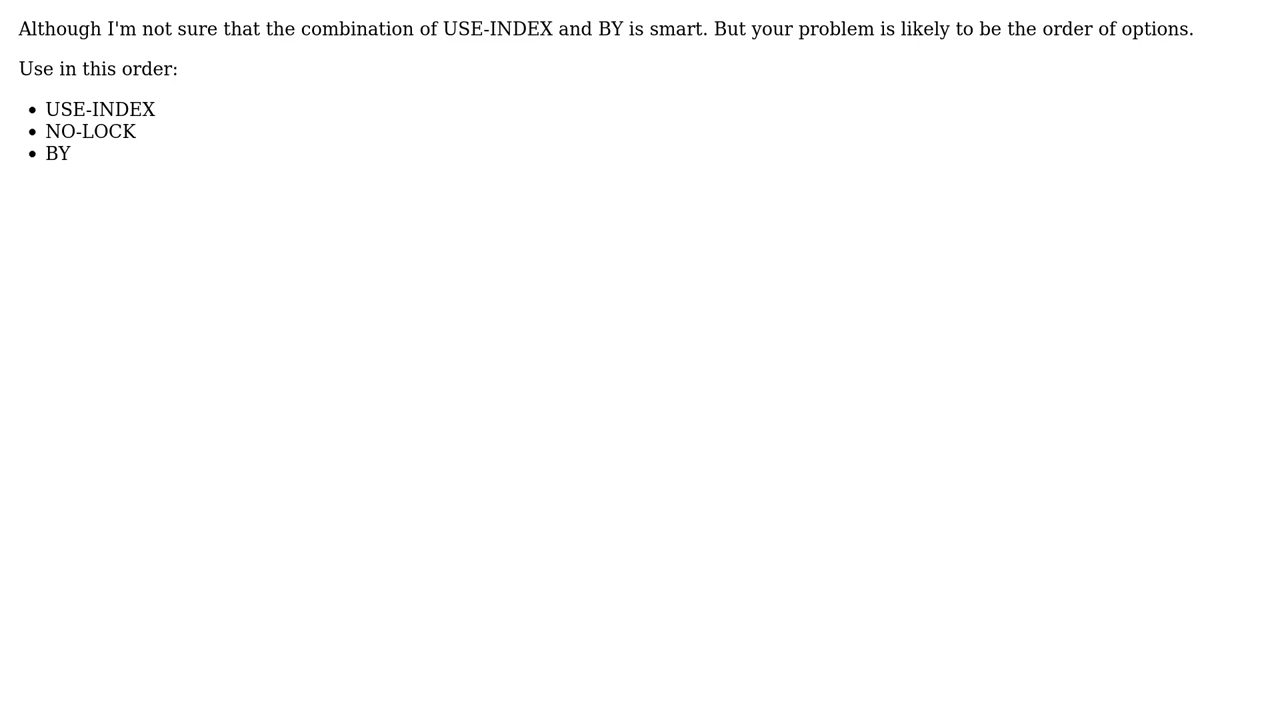 Although I'm not sure that the combination of USE-INDEX and BY is smart. But your problem is likely to be the order of options.
Use in this order:
• USE-INDEX
• NO-LOCK
• BY